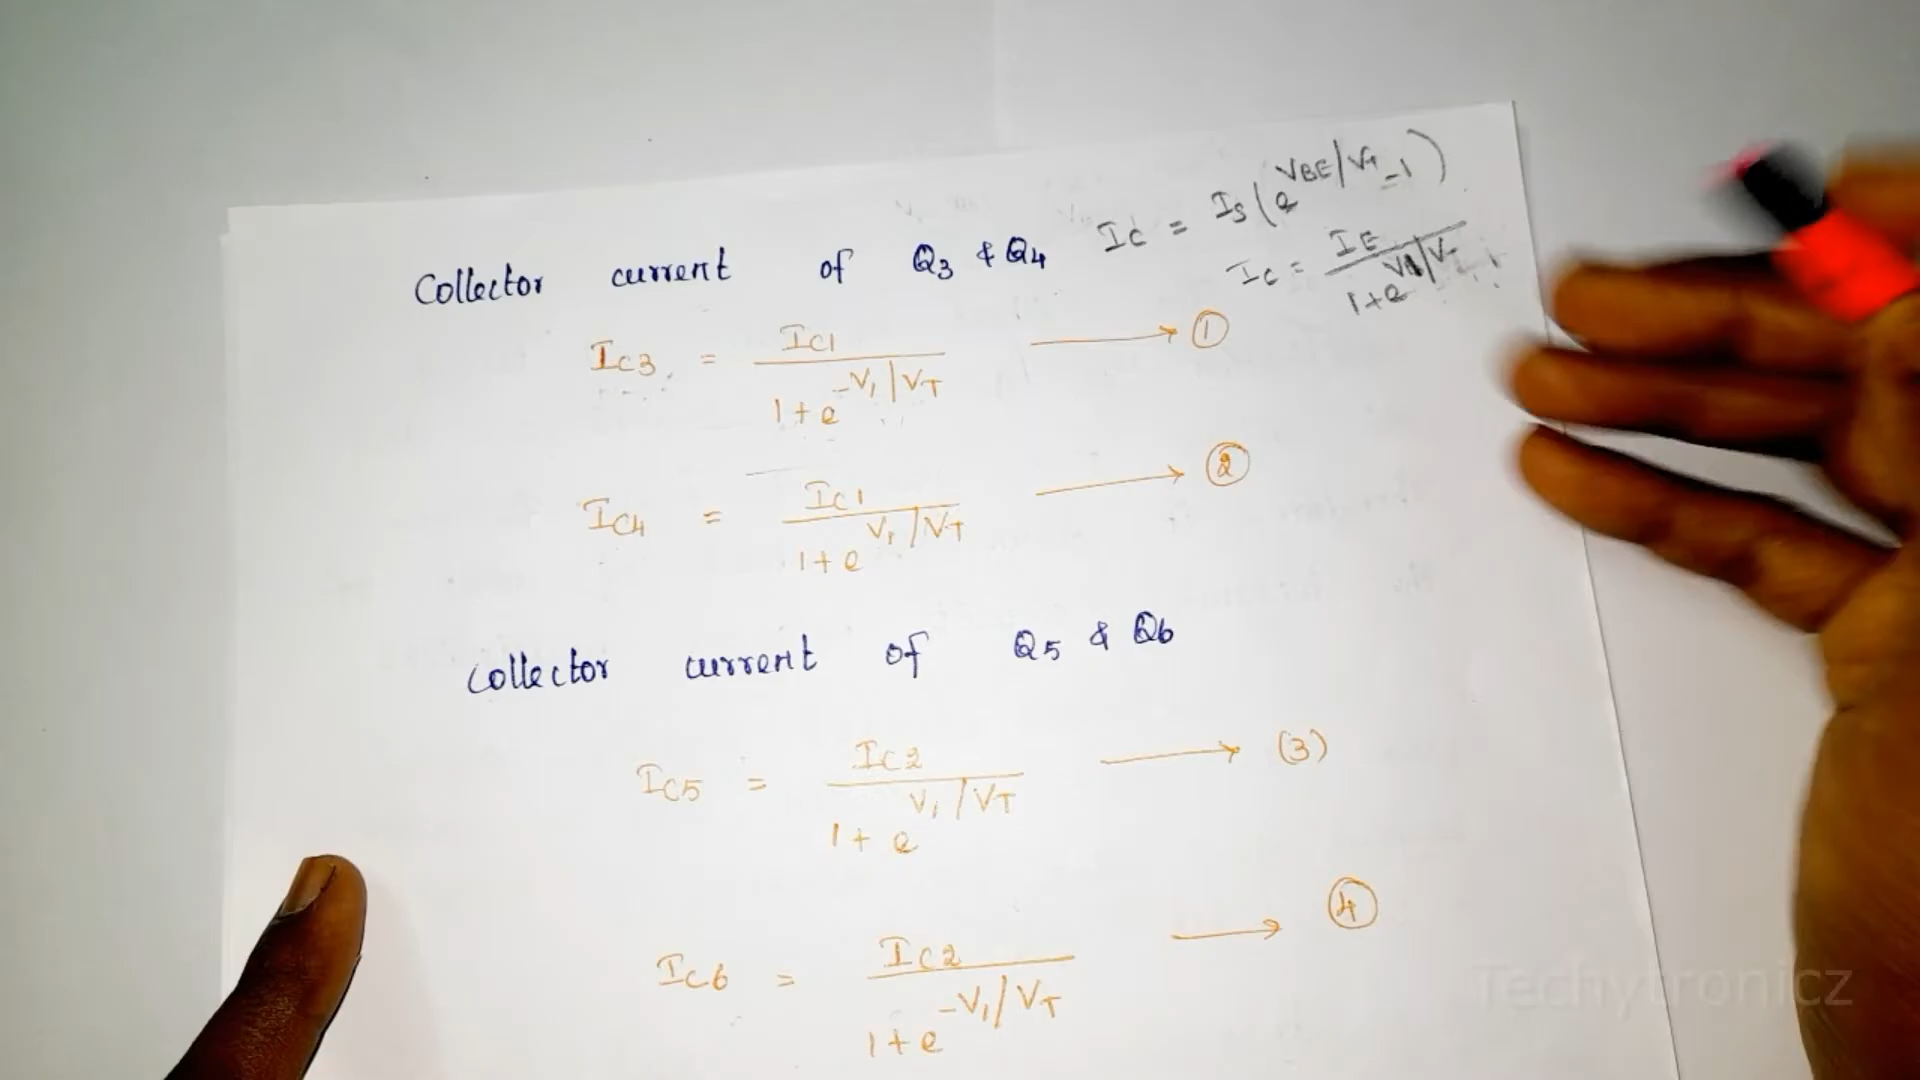 Ic = Is(e^VBE/VT -1)
Collector current of Q3 & Q4
Ic = IE / 1+e^V1/VT
IC3 = IC1 / 1+e^-V1/VT → ①
IC4 = IC1 / 1+e^V1/VT → ②
Collector current of Q5 & Q6
IC5 = IC2 / 1+e^V1/VT → (3)
IC6 = IC2 / 1+e^-V1/VT → ④
Techytronicz